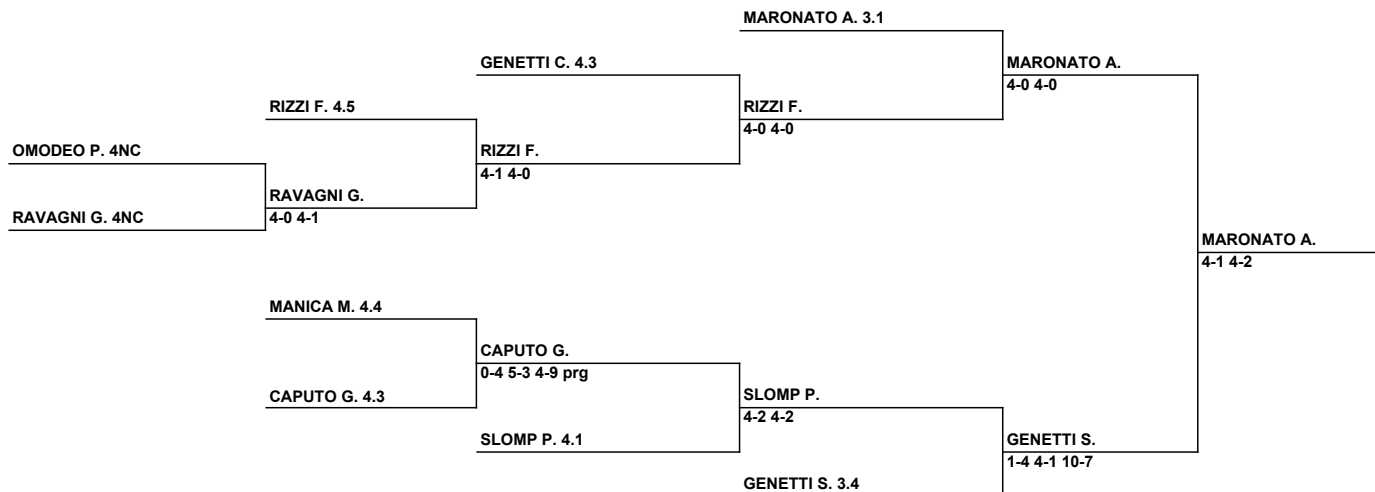 MARONATO A. 3.1
GENETTI C. 4.3
MARONATO A.
4-0 4-0
RIZZI F. 4.5
RIZZI F.
4-0 4-0
OMODEO P. 4NC
RIZZI F.
4-1 4-0
RAVAGNI G.
RAVAGNI G. 4NC
4-0 4-1
MARONATO A.
4-1 4-2
MANICA M. 4.4
CAPUTO G.
0-4 5-3 4-9 prg
CAPUTO G. 4.3
SLOMP P.
4-2 4-2
SLOMP P. 4.1
GENETTI S.
1-4 4-1 10-7
GENETTI S. 3.4